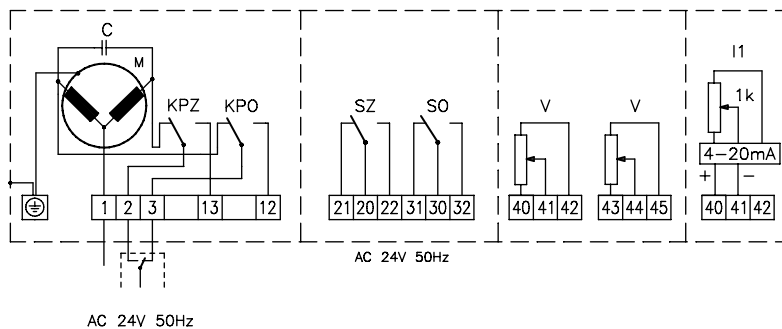 C
M
I1
KPZ KPO SZ SO V V 1k
4-20mA
+ -
1 2 3 13 12 21 20 22 31 30 32 40 41 42 43 44 45 40 41 42
AC 24V 50Hz
AC 24V 50Hz